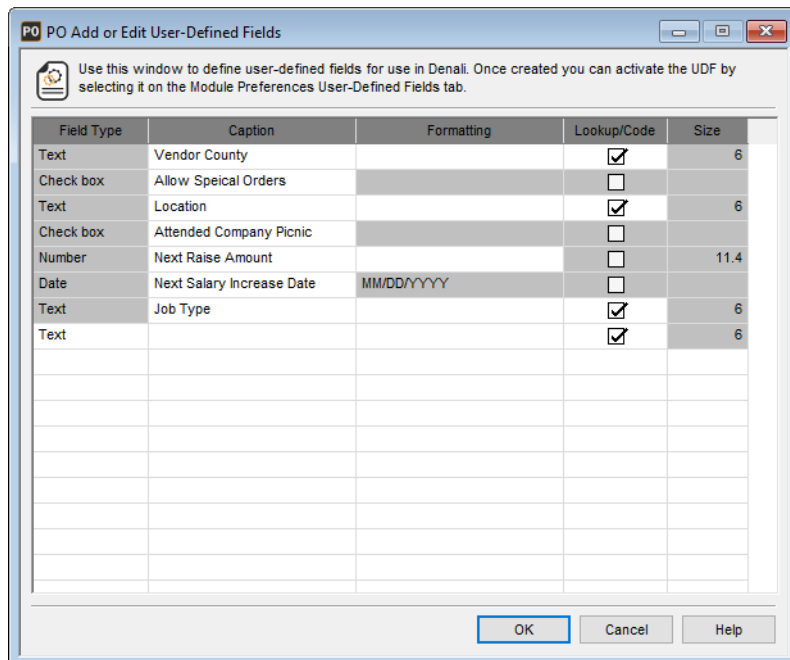 PO PO Add or Edit User-Defined Fields
Use this window to define user-defined fields for use in Denali. Once created you can activate the UDF by
selecting it on the Module Preferences User-Defined Fields tab.
Field Type Caption Formatting Lookup/Code Size
Text Vendor County 6
Check box Allow Speical Orders
Text Location 6
Check box Attended Company Picnic
Number Next Raise Amount 11.4
Date Next Salary Increase Date MM/DD/YYYY
Text Job Type 6
Text 6
OK Cancel Help